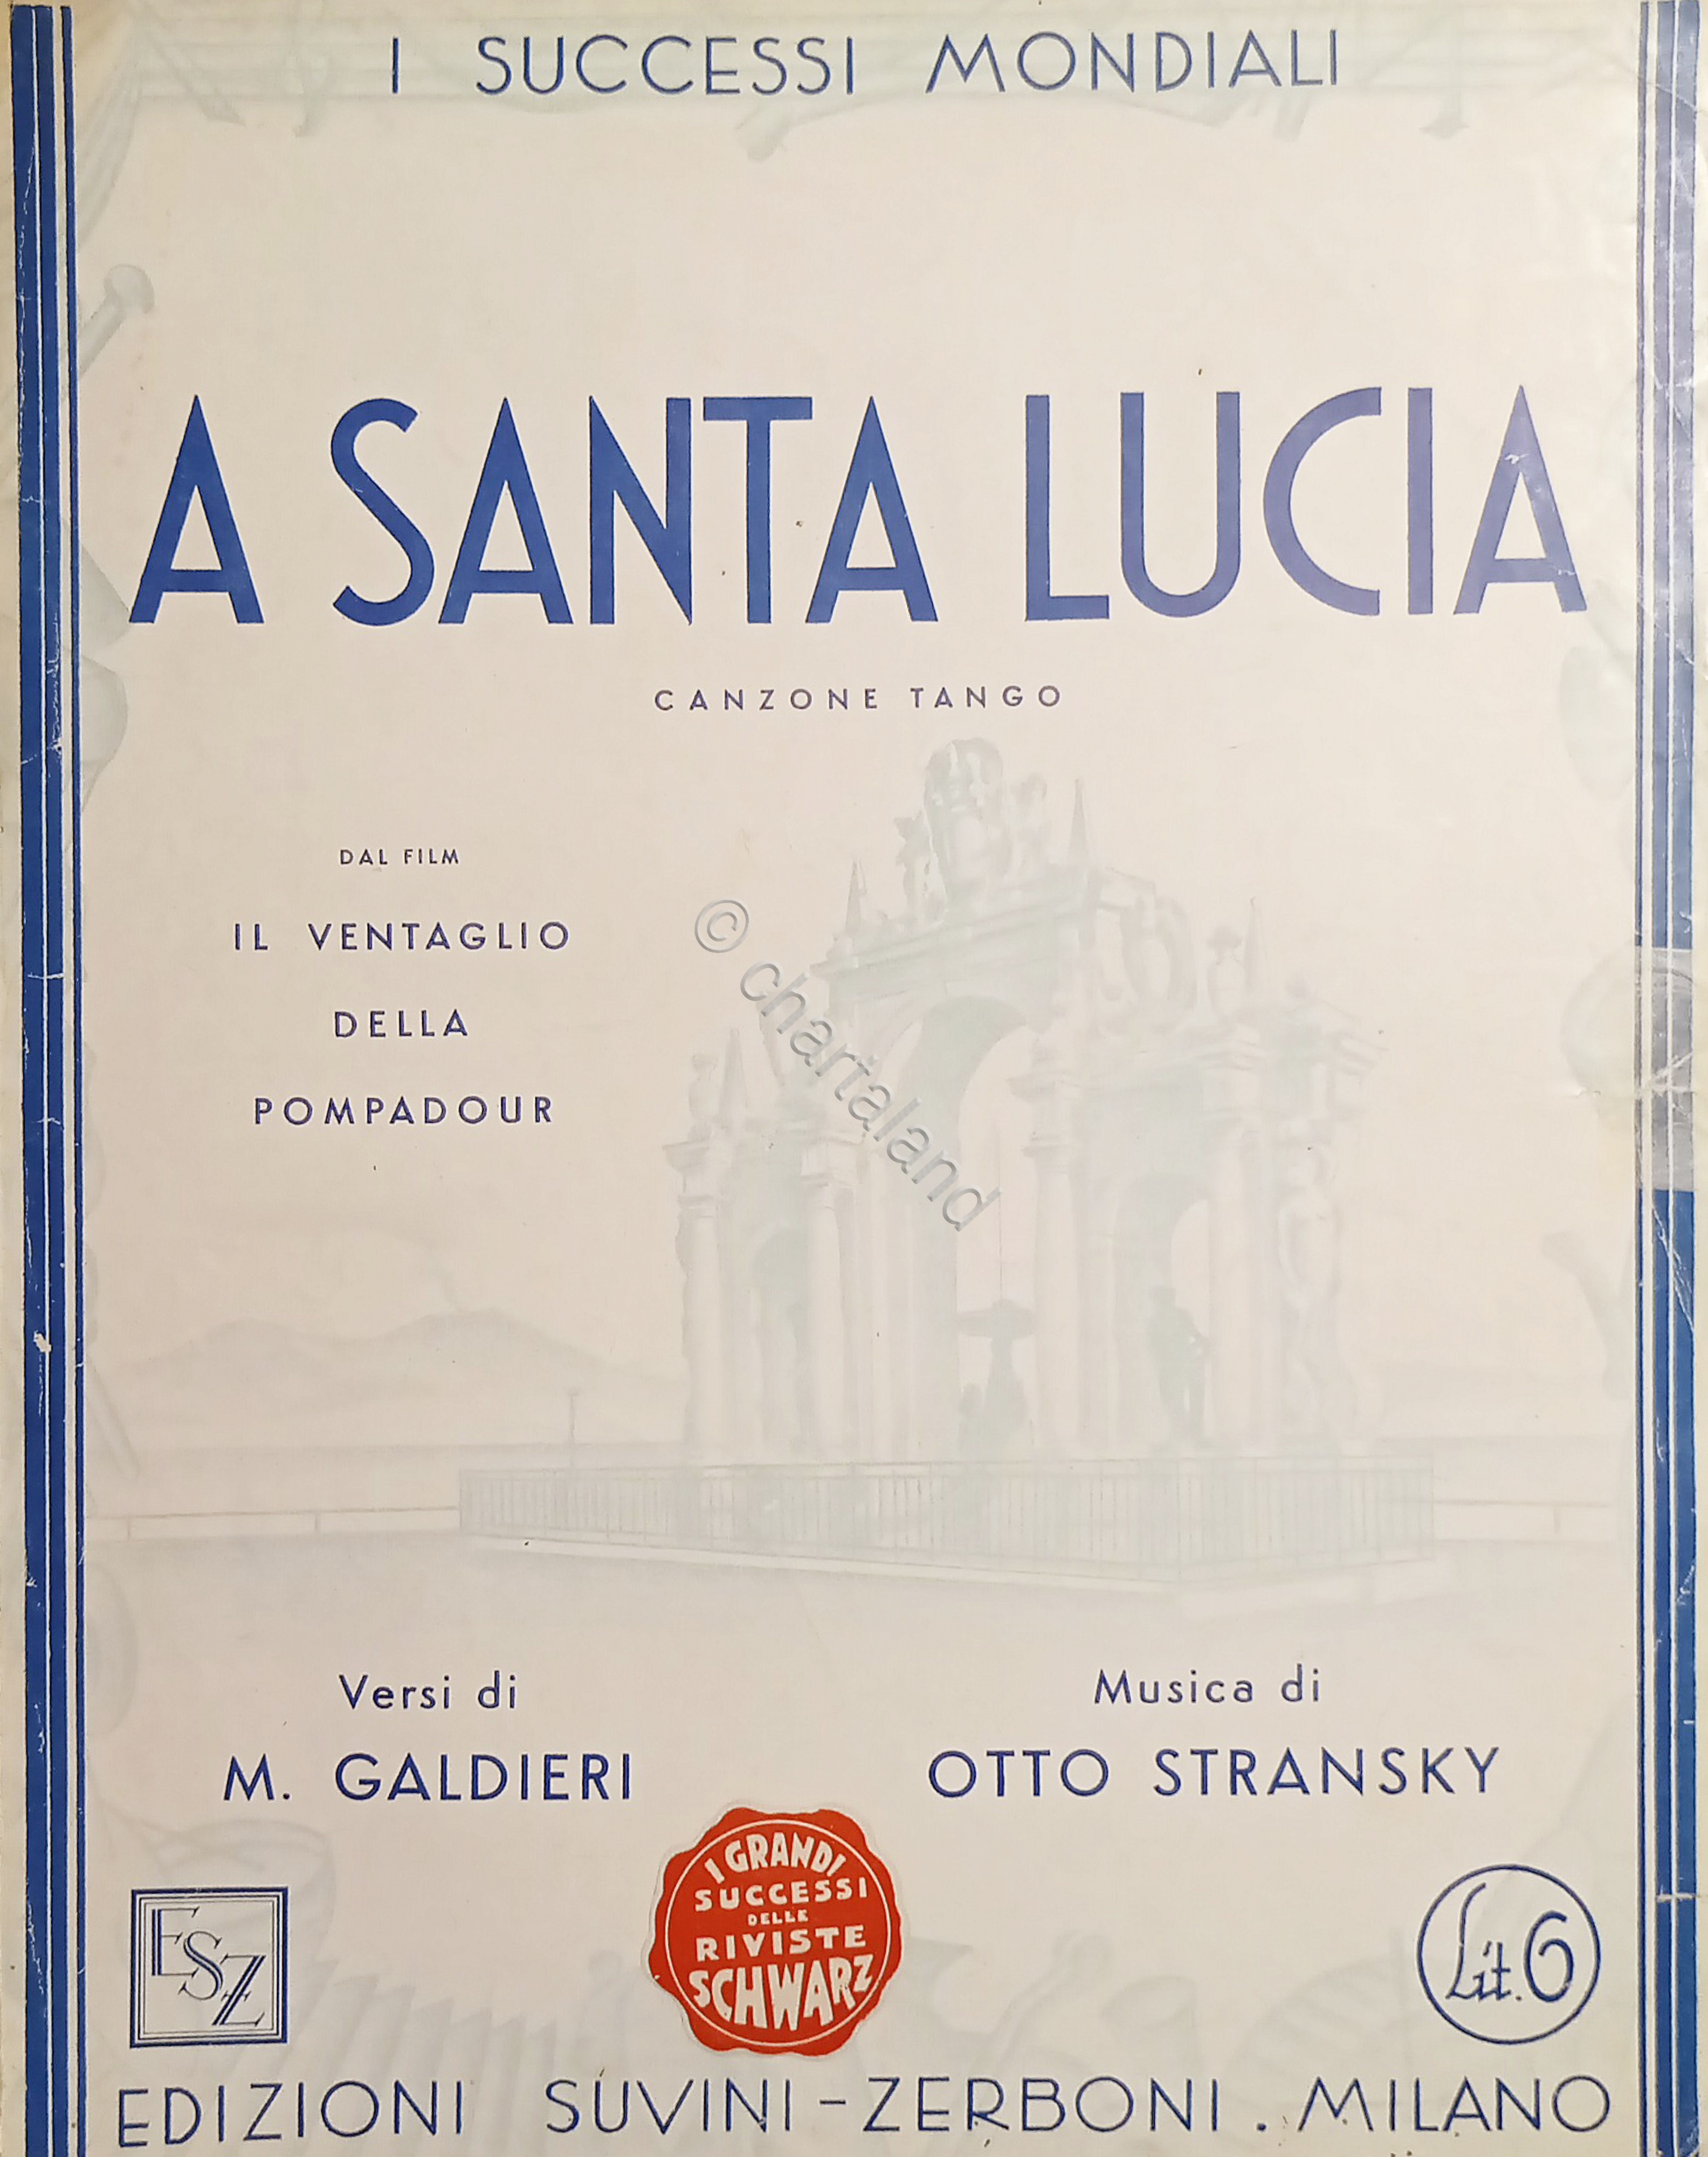 I SUCCESSI MONDIALI
A SANTA LUCIA
CANZONE TANGO
DAL FILM
IL VENTAGLIO
DELLA
POMPADOUR
© chartaland
Versi di
M. GALDIERI
Musica di
OTTO STRANSKY
I GRANDI
SUCCESSI
DELLE
RIVISTE
SCHWARZ
ESZ
Lit. 6
EDIZIONI SUVINI-ZERBONI. MILANO